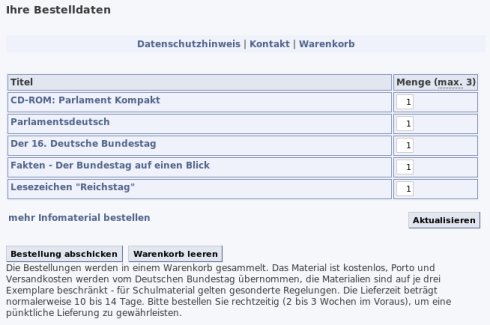 Ihre Bestelldaten
Datenschutzhinweis | Kontakt | Warenkorb
Titel Menge (max. 3)
CD-ROM: Parlament Kompakt 1
Parlamentsdeutsch 1
Der 16. Deutsche Bundestag 1
Fakten - Der Bundestag auf einen Blick 1
Lesezeichen "Reichstag" 1
mehr Infomaterial bestellen Aktualisieren
Bestellung abschicken Warenkorb leeren
Die Bestellungen werden in einem Warenkorb gesammelt. Das Material ist kostenlos, Porto und
Versandkosten werden vom Deutschen Bundestag übernommen, die Materialien sind auf je drei
Exemplare beschränkt - für Schulmaterial gelten gesonderte Regelungen. Die Lieferzeit beträgt
normalerweise 10 bis 14 Tage. Bitte bestellen Sie rechtzeitig (2 bis 3 Wochen im Voraus), um eine
pünktliche Lieferung zu gewährleisten.